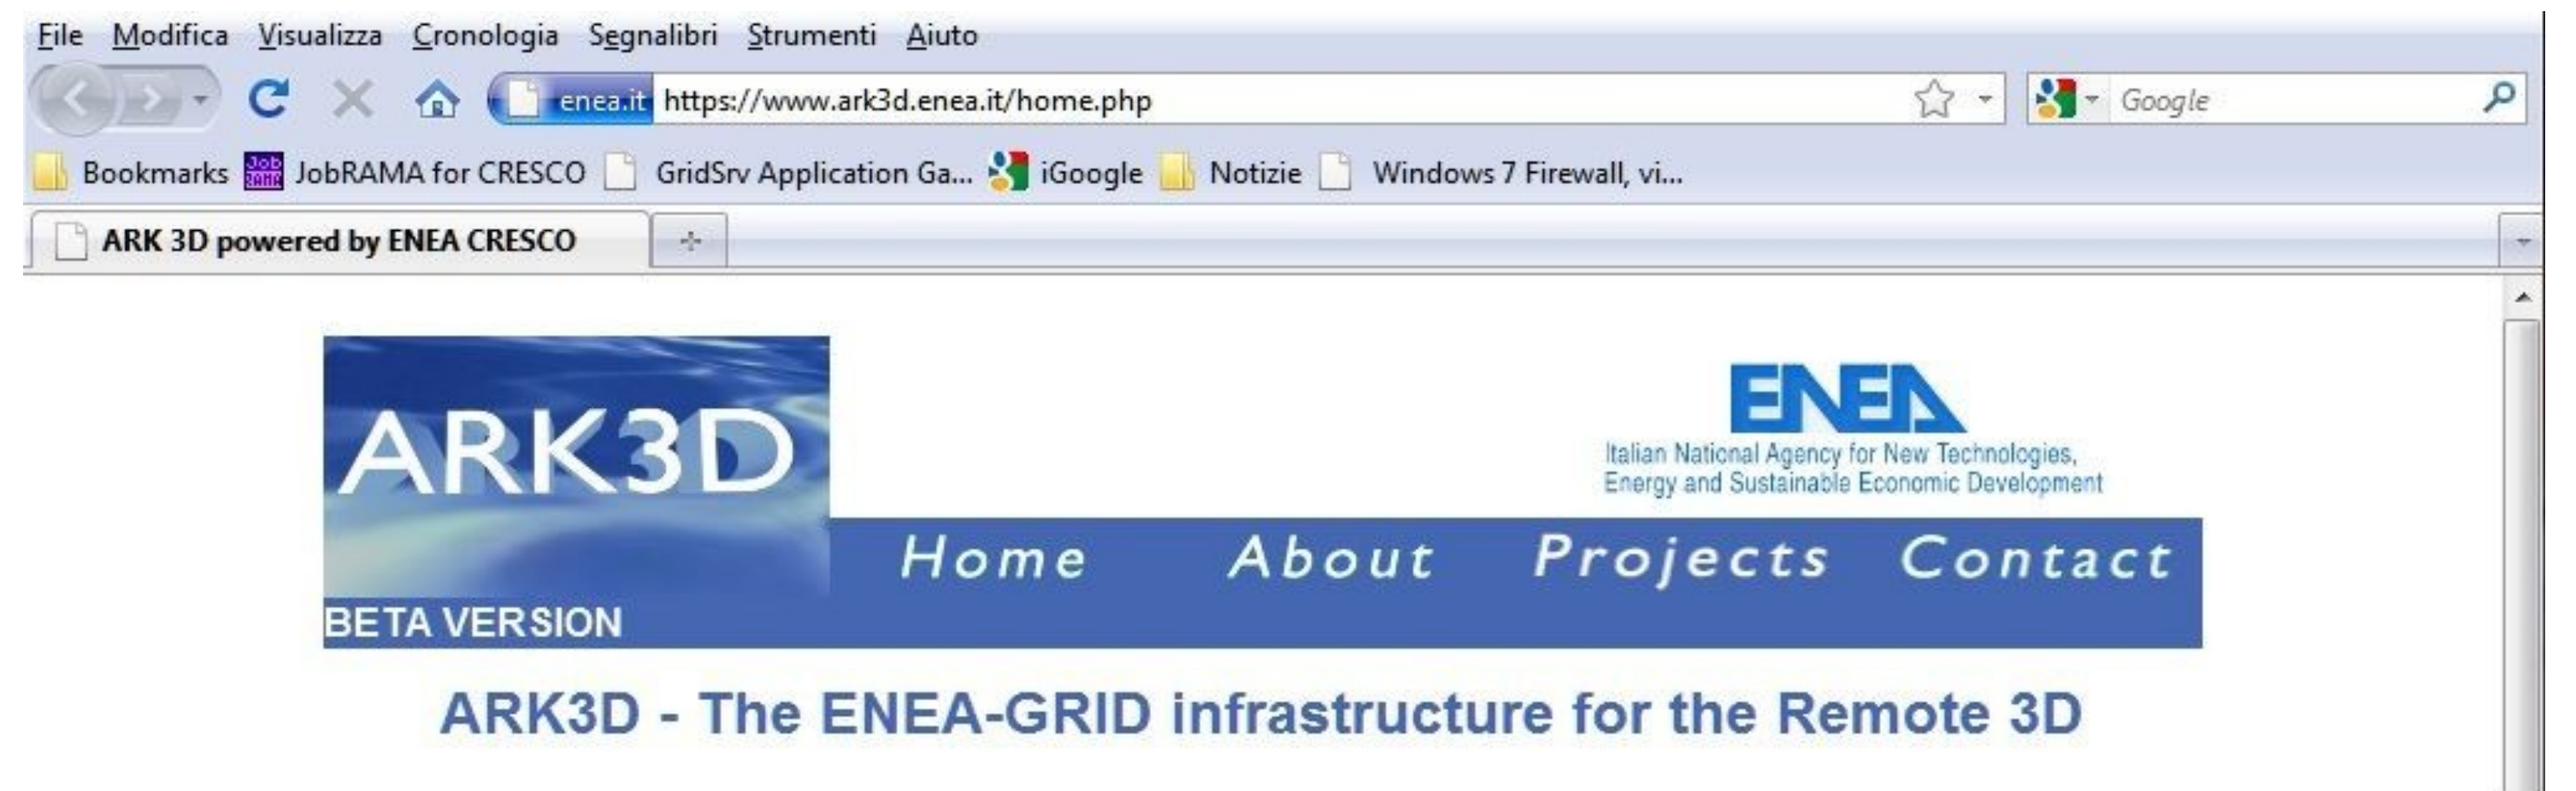 File Modifica Visualizza Cronologia Segnalibri Strumenti Aiuto
enea.it https://www.ark3d.enea.it/home.php Google
Bookmarks Job RAMA JobRAMA for CRESCO GridSrv Application Ga... iGoogle Notizie Windows 7 Firewall, vi...
ARK 3D powered by ENEA CRESCO
ARK3D
ENEA
Italian National Agency for New Technologies,
Energy and Sustainable Economic Development
Home About Projects Contact
BETA VERSION
ARK3D - The ENEA-GRID infrastructure for the Remote 3D